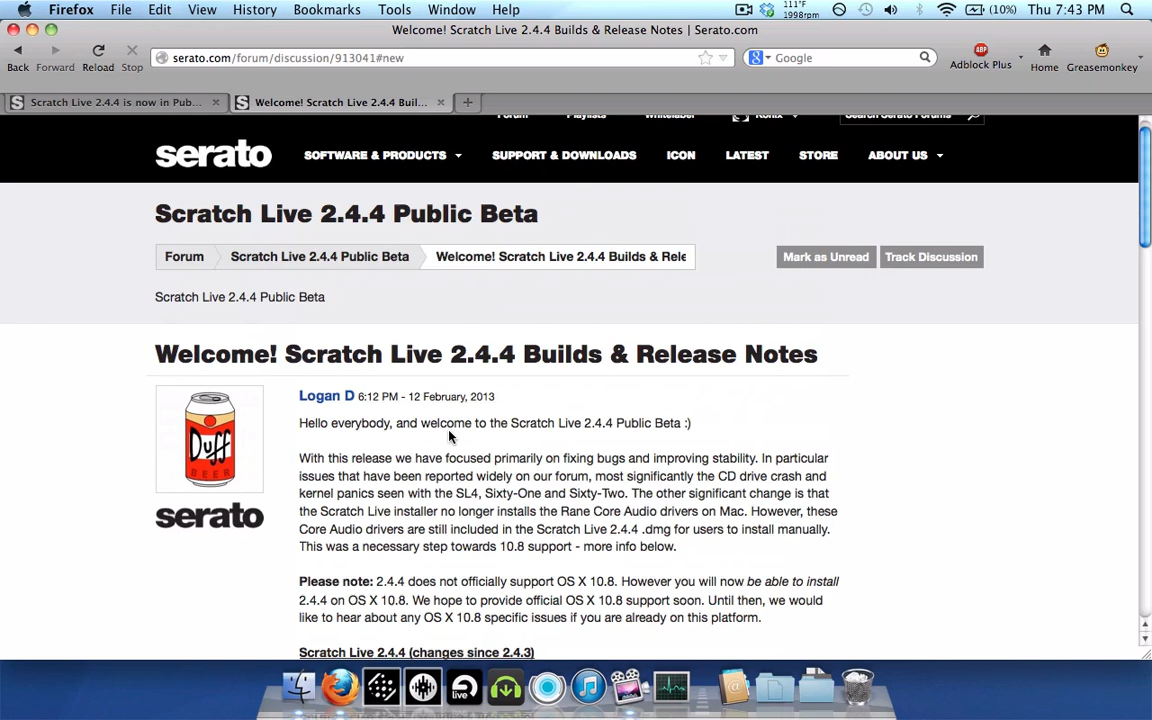 Firefox File Edit View History Bookmarks Tools Window Help 111°F 1998rpm (10%) Thu 7:43 PM
Welcome! Scratch Live 2.4.4 Builds & Release Notes | Serato.com
Back Forward Reload Stop serato.com/forum/discussion/913041#new Google Adblock Plus Home Greasemonkey
Scratch Live 2.4.4 is now in Pub... Welcome! Scratch Live 2.4.4 Buil...
Forum Playlists Whitelabel Search Serato Forums
serato SOFTWARE & PRODUCTS SUPPORT & DOWNLOADS ICON LATEST STORE ABOUT US
Scratch Live 2.4.4 Public Beta
Forum Scratch Live 2.4.4 Public Beta Welcome! Scratch Live 2.4.4 Builds & Rele Mark as Unread Track Discussion
Scratch Live 2.4.4 Public Beta
Welcome! Scratch Live 2.4.4 Builds & Release Notes
Logan D 6:12 PM - 12 February, 2013
Hello everybody, and welcome to the Scratch Live 2.4.4 Public Beta :)
With this release we have focused primarily on fixing bugs and improving stability. In particular
issues that have been reported widely on our forum, most significantly the CD drive crash and
kernel panics seen with the SL4, Sixty-One and Sixty-Two. The other significant change is that
the Scratch Live installer no longer installs the Rane Core Audio drivers on Mac. However, these
Core Audio drivers are still included in the Scratch Live 2.4.4 .dmg for users to install manually.
This was a necessary step towards 10.8 support - more info below.
Duff
BEER
serato
Please note: 2.4.4 does not officially support OS X 10.8. However you will now be able to install
2.4.4 on OS X 10.8. We hope to provide official OS X 10.8 support soon. Until then, we would
like to hear about any OS X 10.8 specific issues if you are already on this platform.
Scratch Live 2.4.4 (changes since 2.4.3)
live